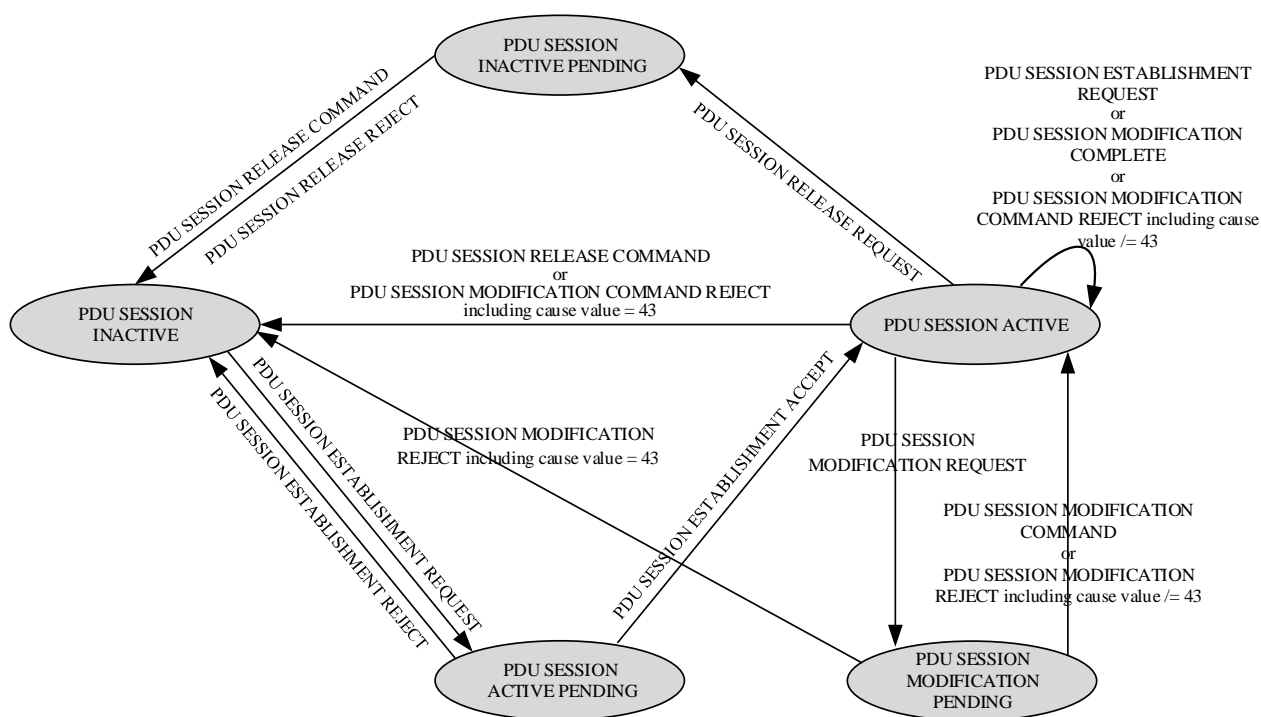 PDU SESSION
INACTIVE PENDING
PDU SESSION ESTABLISHMENT
REQUEST
or
PDU SESSION MODIFICATION
COMPLETE
or
PDU SESSION MODIFICATION
COMMAND REJECT including cause
value /= 43
PDU SESSION RELEASE COMMAND
PDU SESSION RELEASE REJECT
PDU SESSION RELEASE REQUEST
PDU SESSION RELEASE COMMAND
or
PDU SESSION MODIFICATION COMMAND REJECT
including cause value = 43
PDU SESSION
INACTIVE
PDU SESSION ACTIVE
PDU SESSION ESTABLISHMENT REQUEST
PDU SESSION ESTABLISHMENT REJECT
PDU SESSION MODIFICATION
REJECT including cause value = 43
PDU SESSION ESTABLISHMENT ACCEPT
PDU SESSION
MODIFICATION REQUEST
PDU SESSION MODIFICATION
COMMAND
or
PDU SESSION MODIFICATION
REJECT including cause value /= 43
PDU SESSION
ACTIVE PENDING
PDU SESSION
MODIFICATION
PENDING